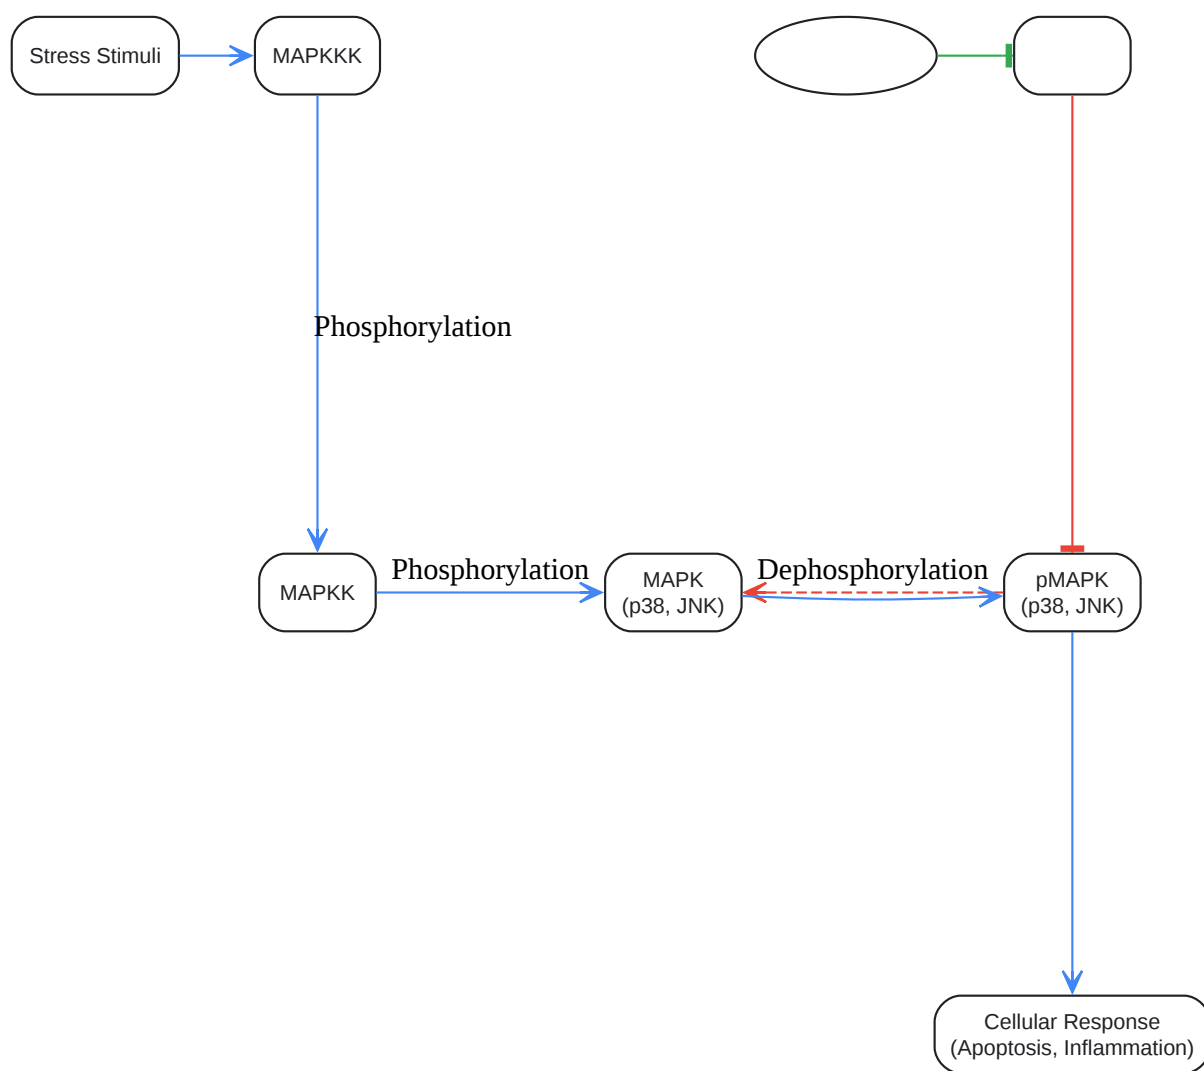 Stress Stimuli
MAPKKK
Phosphorylation
MAPKK
Phosphorylation
MAPK
(p38, JNK)
Dephosphorylation
pMAPK
(p38, JNK)
Cellular Response
(Apoptosis, Inflammation)